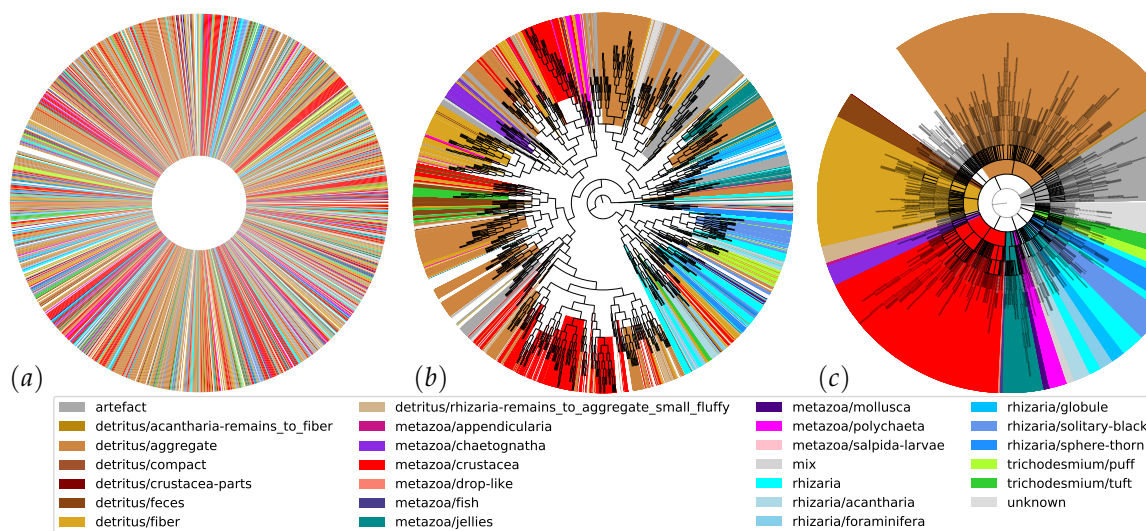 (a)
(b)
(c)
artefact
detritus/acantharia-remains_to_fiber
detritus/aggregate
detritus/compact
detritus/crustacea-parts
detritus/feces
detritus/fiber
detritus/rhizaria-remains_to_aggregate_small_fluffy
metazoa/appendicularia
metazoa/chaetognatha
metazoa/crustacea
metazoa/drop-like
metazoa/fish
metazoa/jellies
metazoa/mollusca
metazoa/polychaeta
metazoa/salpida-larvae
mix
rhizaria
rhizaria/acantharia
rhizaria/foraminifera
rhizaria/globule
rhizaria/solitary-black
rhizaria/sphere-thorn
trichodesmium/puff
trichodesmium/tuft
unknown